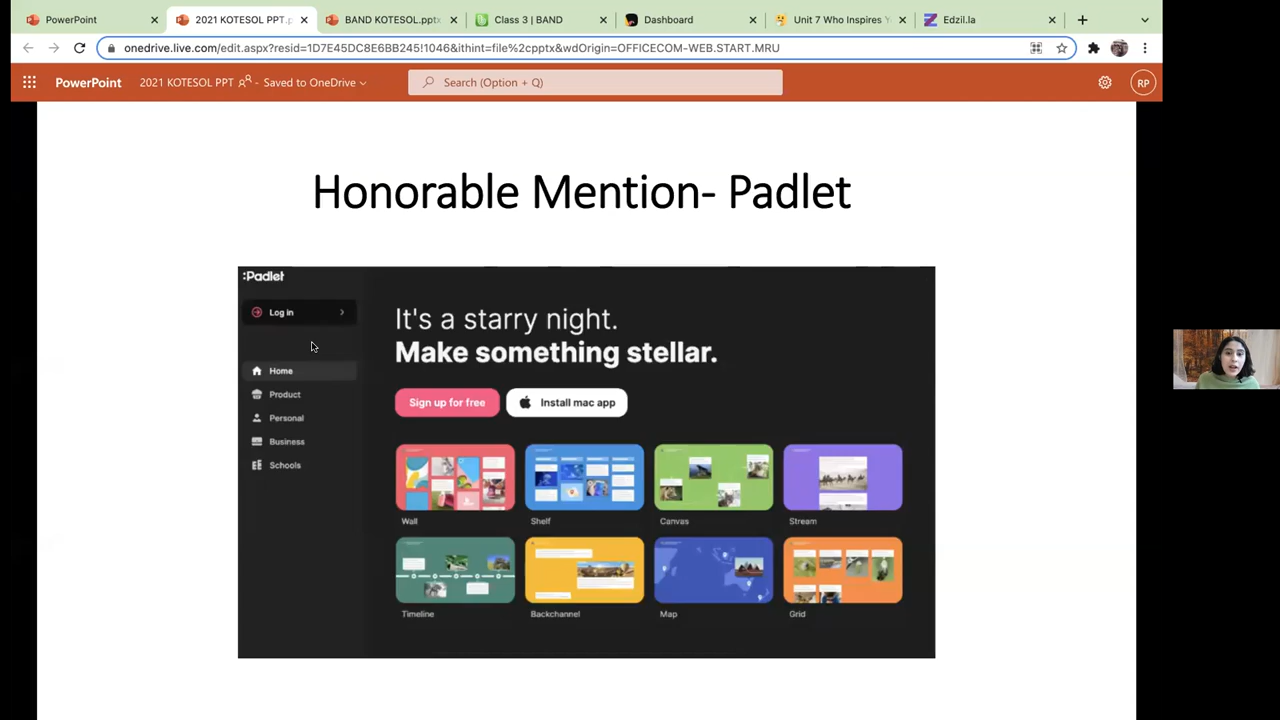 PowerPoint
2021 KOTESOL PPT.p
BAND KOTESOL.pptx
Class 3 | BAND
Dashboard
Unit 7 Who Inspires Y
Edzil.la
onedrive.live.com/edit.aspx?resid=1D7E45DC8E6BB245!1046&ithint=file%2cpptx&wdOrigin=OFFICECOM-WEB.START.MRU
PowerPoint
2021 KOTESOL PPT - Saved to OneDrive
Search (Option + Q)
RP
Honorable Mention- Padlet
:Padlet
Log in
Home
Product
Personal
Business
Schools
It's a starry night.
Make something stellar.
Sign up for free
Install mac app
Wall
Shelf
Canvas
Stream
Timeline
Backchannel
Map
Grid